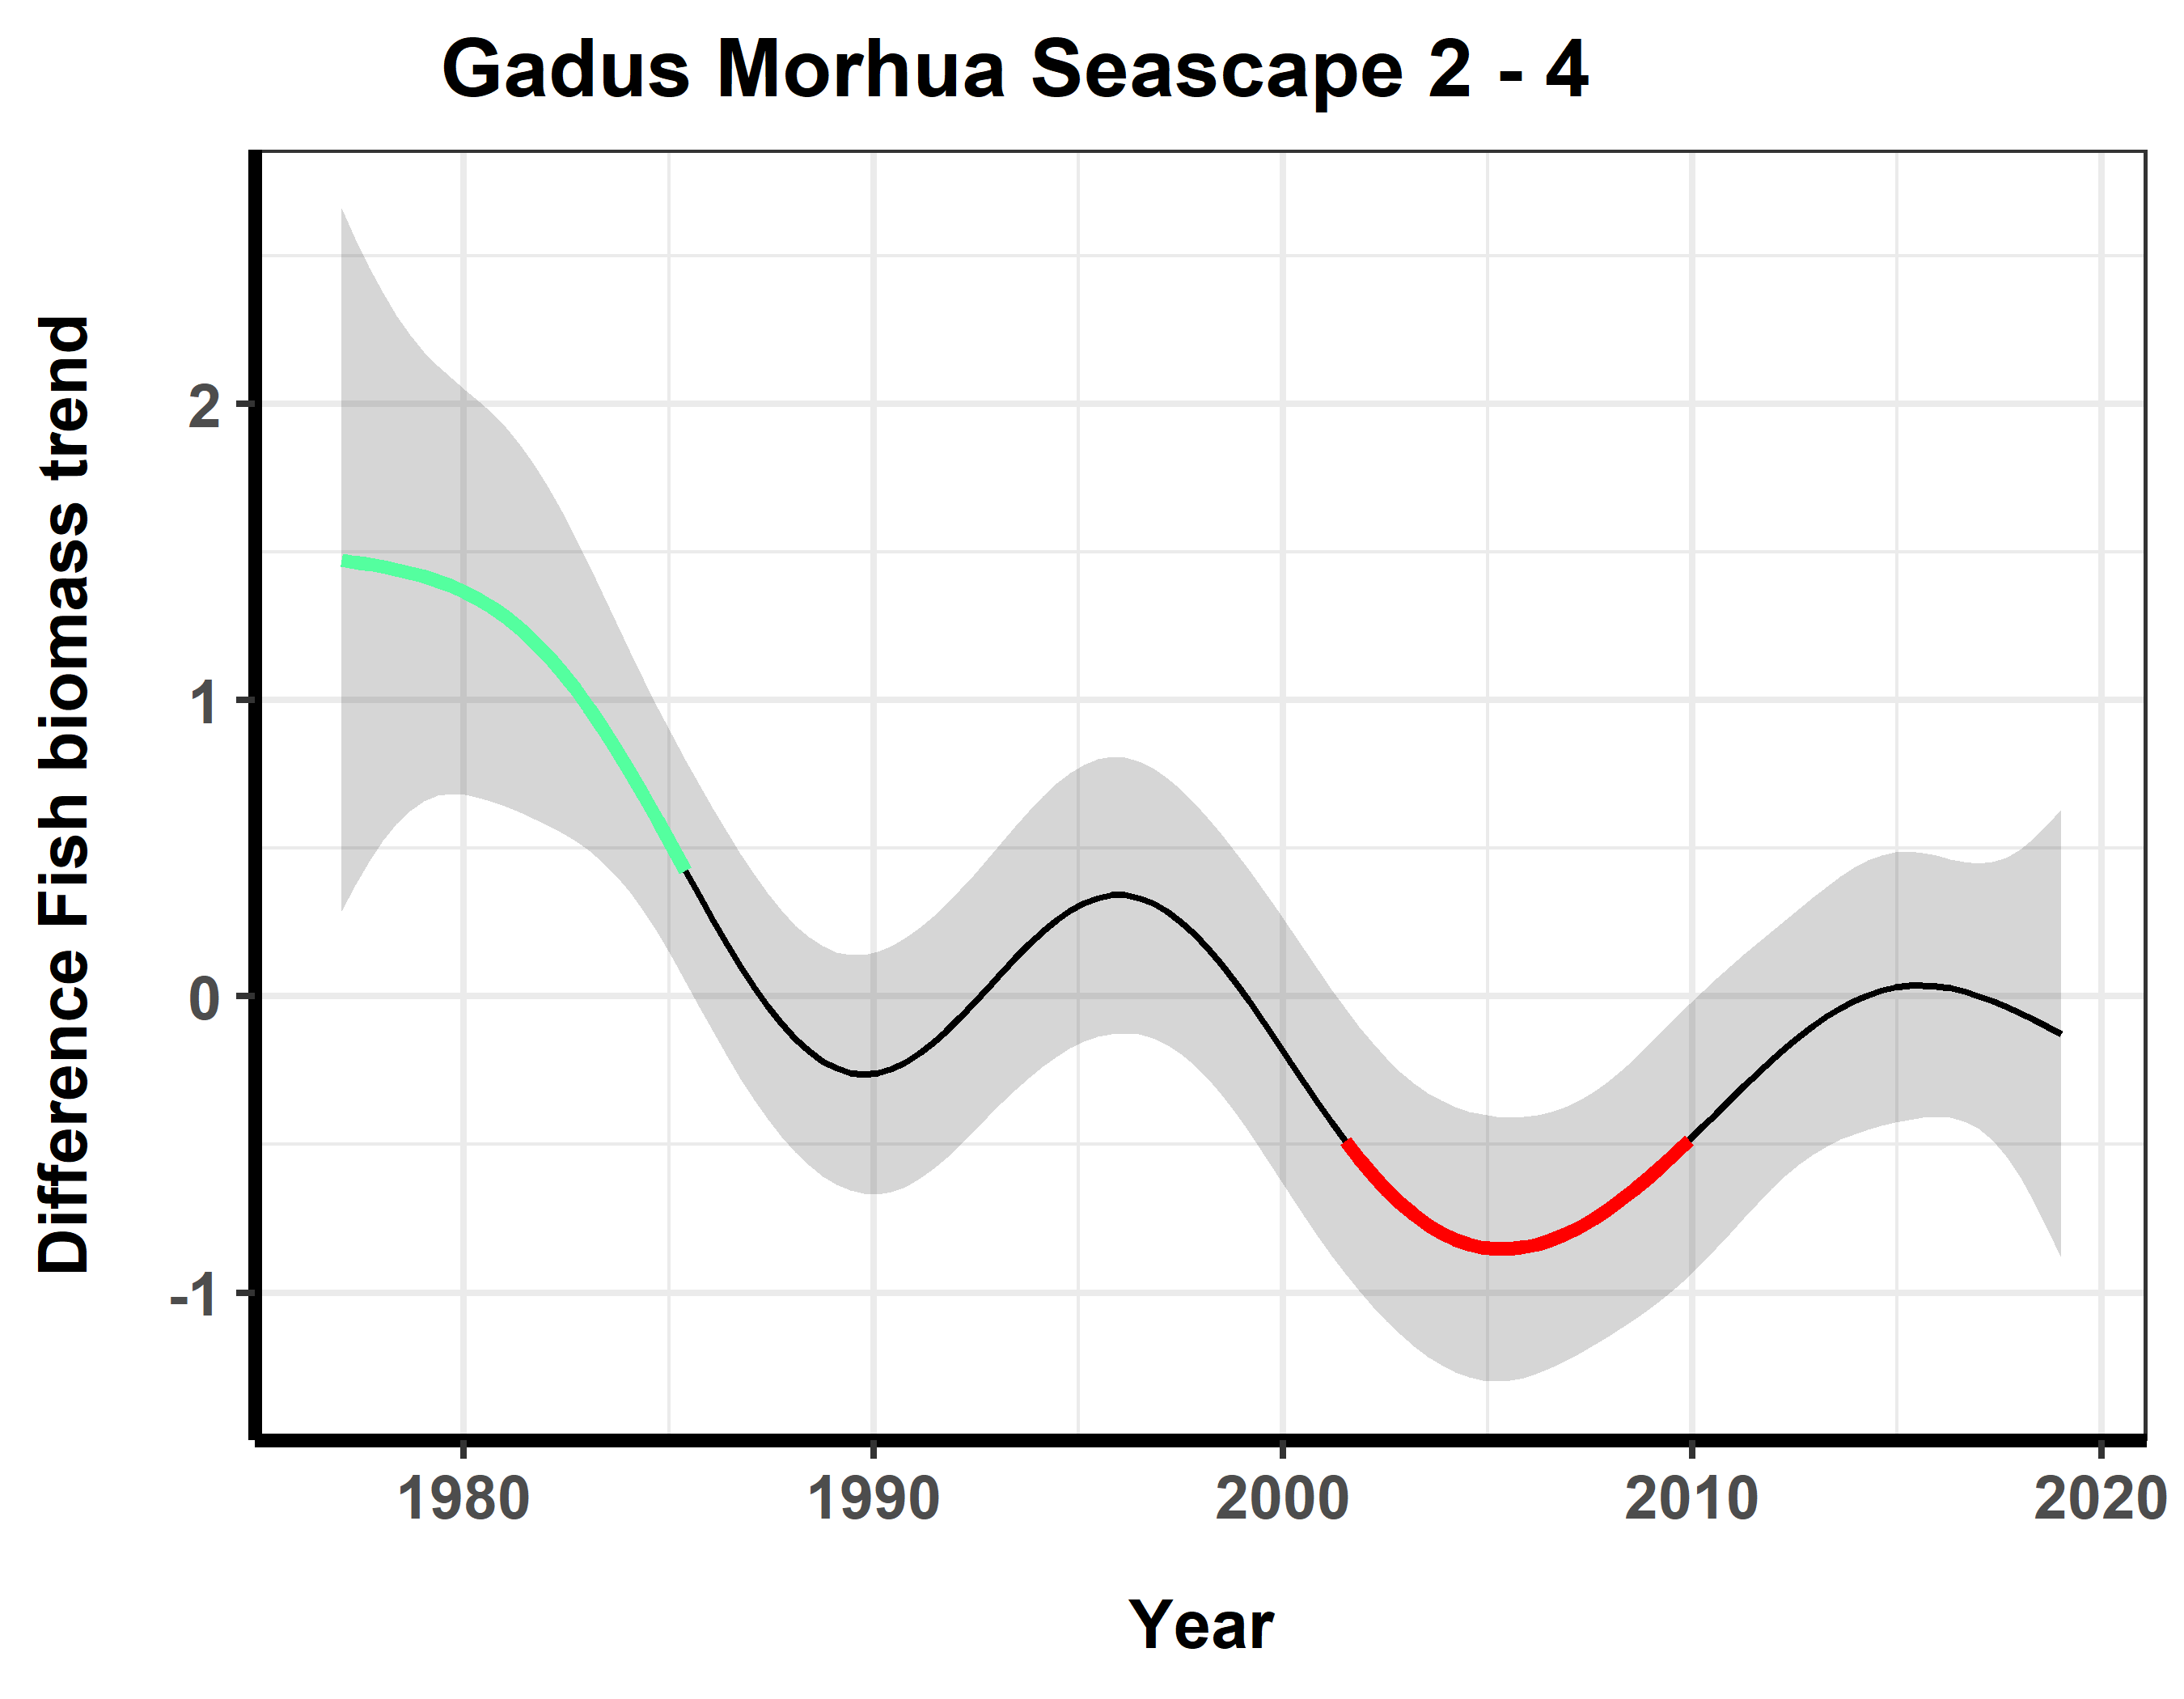 Gadus Morhua Seascape 2 - 4
Difference Fish biomass trend
2
1
0
-1
1980 1990 2000 2010 2020
Year